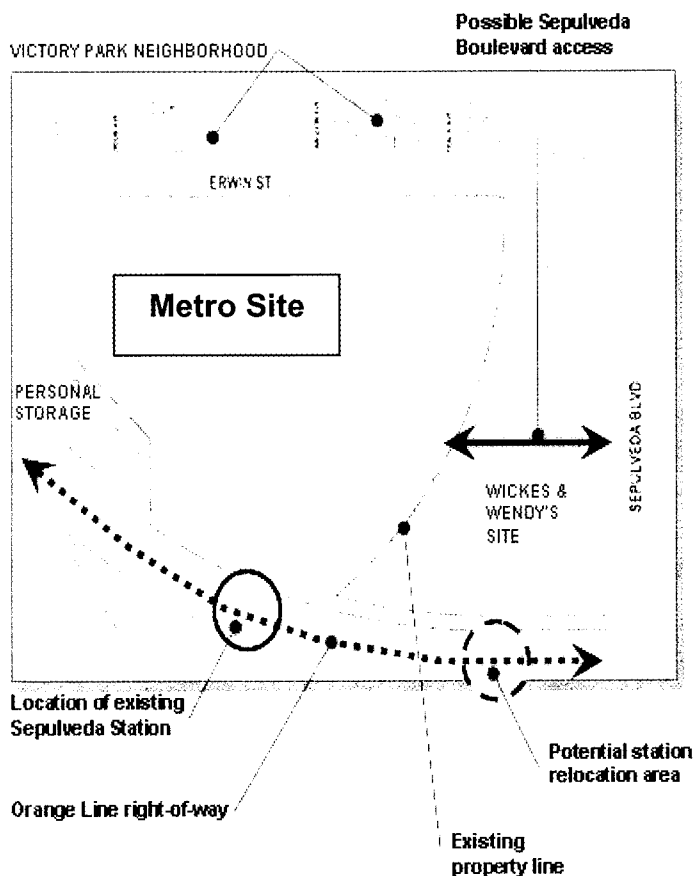 Possible Sepulveda
Boulevard access
VICTORY PARK NEIGHBORHOOD
ERWIN ST
Metro Site
PERSONAL
STORAGE
SEPULVEDA BLVD
WICKES &
WENDY'S
SITE
Location of existing
Sepulveda Station
Potential station
relocation area
Orange Line right-of-way
Existing
property line